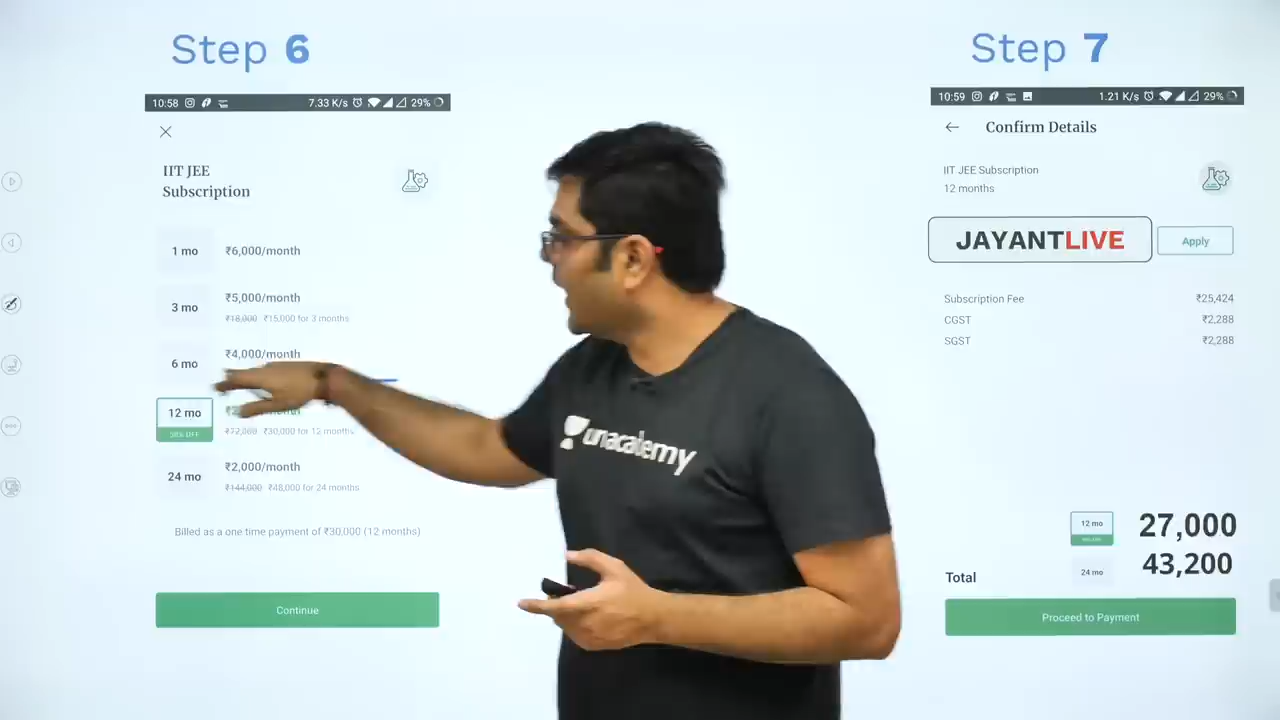 Step 6
10:58
7.33 K/s
29%
IIT JEE
Subscription
1 mo
₹6,000/month
3 mo
₹5,000/month
₹18,000 ₹15,000 for 3 months
6 mo
₹4,000/month
12 mo
₹72,000 ₹30,000 for 12 months
24 mo
₹2,000/month
₹144,000 ₹48,000 for 24 months
Billed as a one time payment of ₹30,000 (12 months)
Continue
unacademy
Step 7
10:59
1.21 K/s
29%
Confirm Details
IIT JEE Subscription
12 months
JAYANTLIVE
Apply
Subscription Fee ₹25,424
CGST ₹2,288
SGST ₹2,288
12 mo 27,000
24 mo 43,200
Total
Proceed to Payment